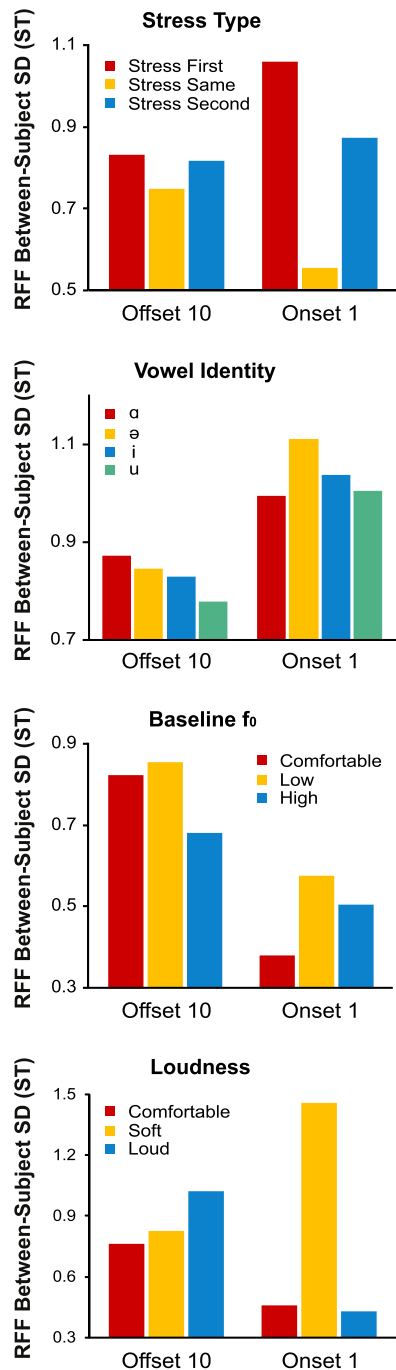 Stress Type
RFF Between-Subject SD (ST)
1.1
0.9
0.7
0.5
Stress First
Stress Same
Stress Second
Offset 10
Onset 1
Vowel Identity
RFF Between-Subject SD (ST)
1.1
0.9
0.7
ɑ
ə
i
u
Offset 10
Onset 1
Baseline f₀
RFF Between-Subject SD (ST)
0.9
0.7
0.5
0.3
Comfortable
Low
High
Offset 10
Onset 1
Loudness
RFF Between-Subject SD (ST)
1.5
1.2
0.9
0.6
0.3
Comfortable
Soft
Loud
Offset 10
Onset 1